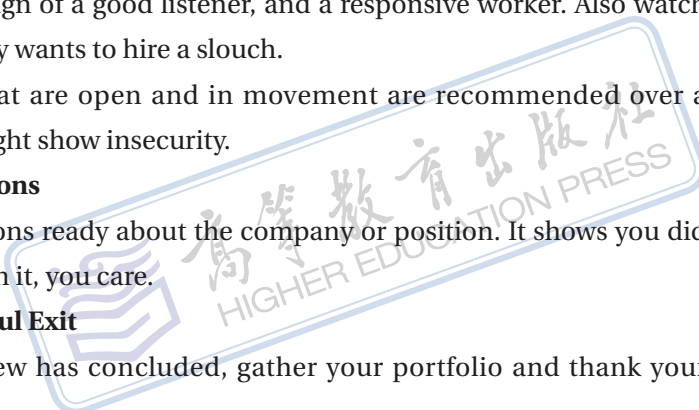 ign of a good listener, and a responsive worker. Also watch
y wants to hire a slouch.
at are open and in movement are recommended over a
ght show insecurity.
ons
ons ready about the company or position. It shows you did
n it, you care.
ul Exit
ew has concluded, gather your portfolio and thank your
高等教育出版社
HIGHER EDUCATION PRESS